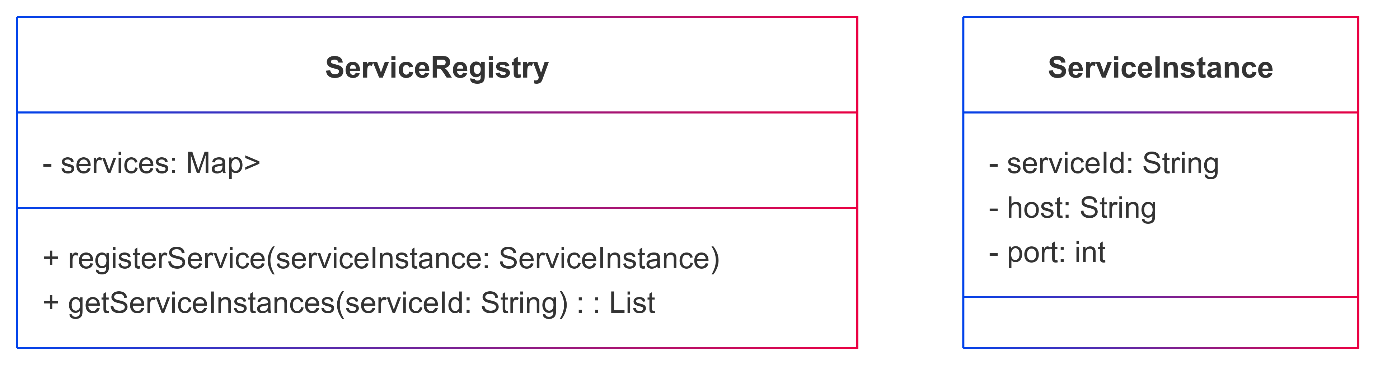 ServiceRegistry
- services: Map>
+ registerService(serviceInstance: ServiceInstance)
+ getServiceInstances(serviceId: String) : : List
ServiceInstance
- serviceId: String
- host: String
- port: int